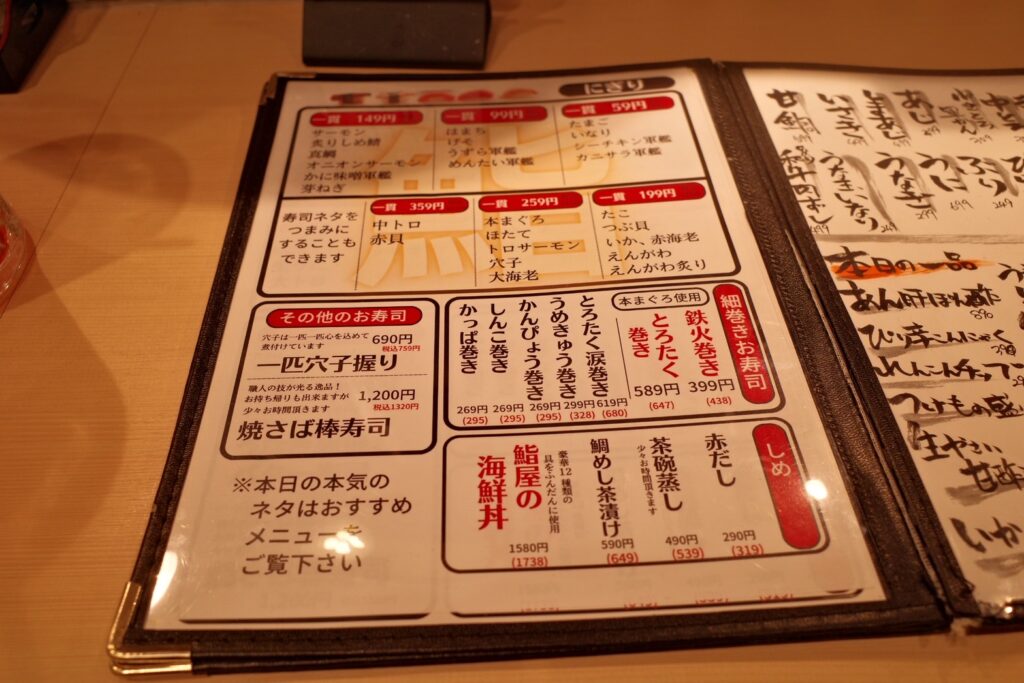 にぎり
一貫 149円
サーモン
炙りしめ鯖
真鯛
オニオンサーモン
かに味噌軍艦
芽ねぎ
一貫 99円
はまち
げそ
うずら軍艦
めんたい軍艦
一貫 59円
たまご
いなり
シーチキン軍艦
カニサラ軍艦
寿司ネタを
つまみに
することも
できます
一貫 359円
中トロ
赤貝
一貫 259円
本まぐろ
ほたて
トロサーモン
穴子
大海老
一貫 199円
たこ
つぶ貝
いか、赤海老
えんがわ
えんがわ炙り
その他のお寿司
穴子は一匹一匹心を込めて
煮付けています
690円
税込759円
一匹穴子握り
職人の技が光る逸品！
お持ち帰りも出来ますが
少々お時間頂きます
1,200円
税込1320円
焼さば棒寿司
※本日の本気の
ネタはおすすめ
メニューを
ご覧下さい
細巻きお寿司
本まぐろ使用
鉄火巻き
399円
(438)
とろたく
巻き
589円
(647)
とろたく涙巻き
619円
(680)
うめきゅう巻き
299円
(328)
かんぴょう巻き
269円
(295)
しんこ巻き
269円
(295)
かっぱ巻き
269円
(295)
しめ
赤だし
290円
(319)
茶碗蒸し
少々お時間頂きます
490円
(539)
鯛めし茶漬け
590円
(649)
豪華12種類の
具をふんだんに使用
鮨屋の
海鮮丼
1580円
(1738)
あじ
うなぎ
うに
本日の一品
あん肝ぽん酢
いか